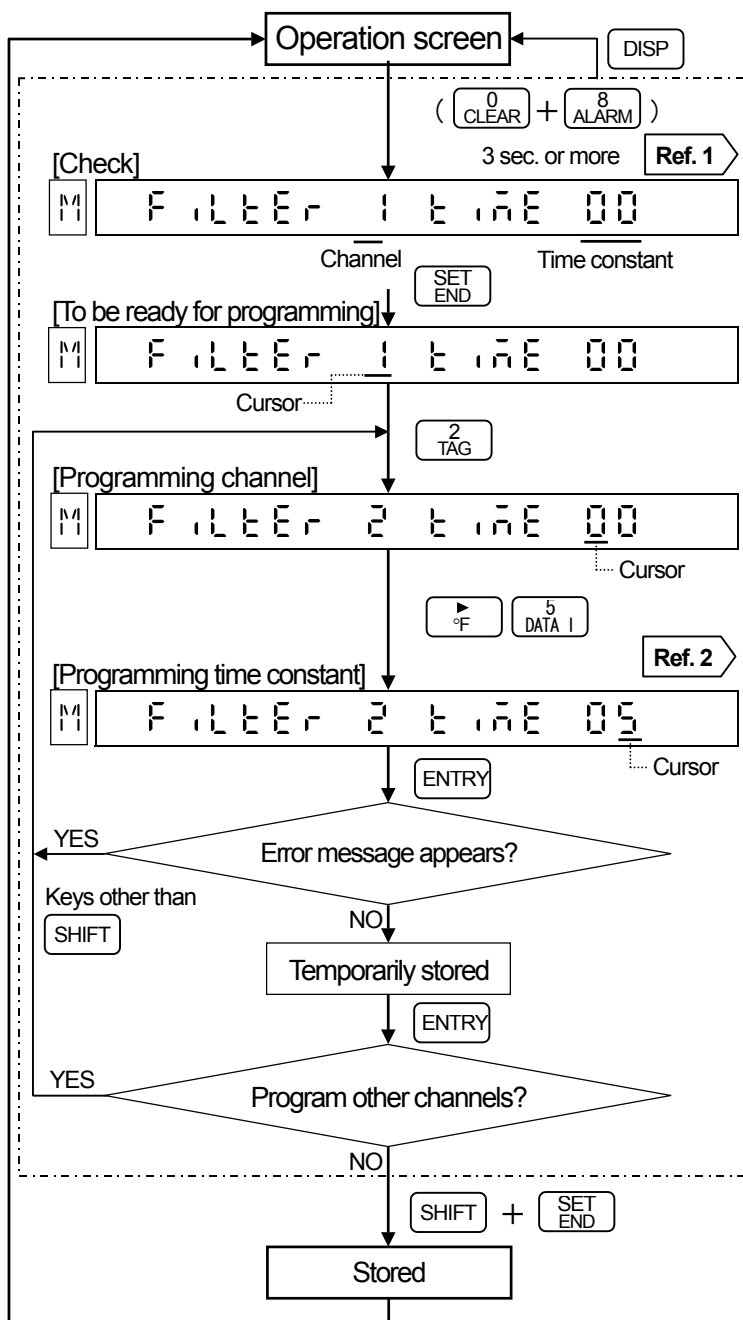 Operation screen
DISP
( 0 CLEAR + 8 ALARM )
3 sec. or more
Ref. 1
[Check]
M FiLtEr 1 timE 00
Channel
Time constant
SET END
[To be ready for programming]
M FiLtEr 1 timE 00
Cursor
2 TAG
[Programming channel]
M FiLtEr 2 timE 00
Cursor
► °F
5 DATA I
Ref. 2
[Programming time constant]
M FiLtEr 2 timE 05
Cursor
ENTRY
YES
Error message appears?
Keys other than
SHIFT
NO
Temporarily stored
ENTRY
YES
Program other channels?
NO
SHIFT + SET END
Stored